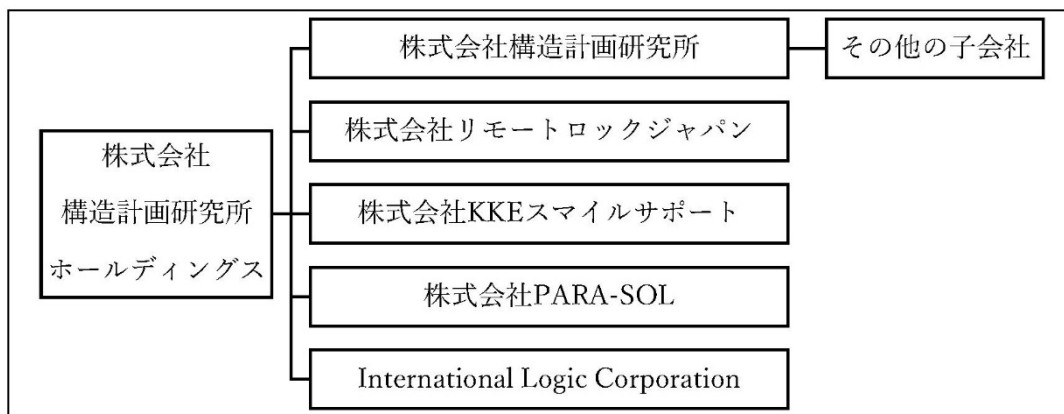 株式会社構造計画研究所
その他の子会社
株式会社リモートロックジャパン
株式会社
構造計画研究所
ホールディングス
株式会社KKEスマイルサポート
株式会社PARA-SOL
International Logic Corporation